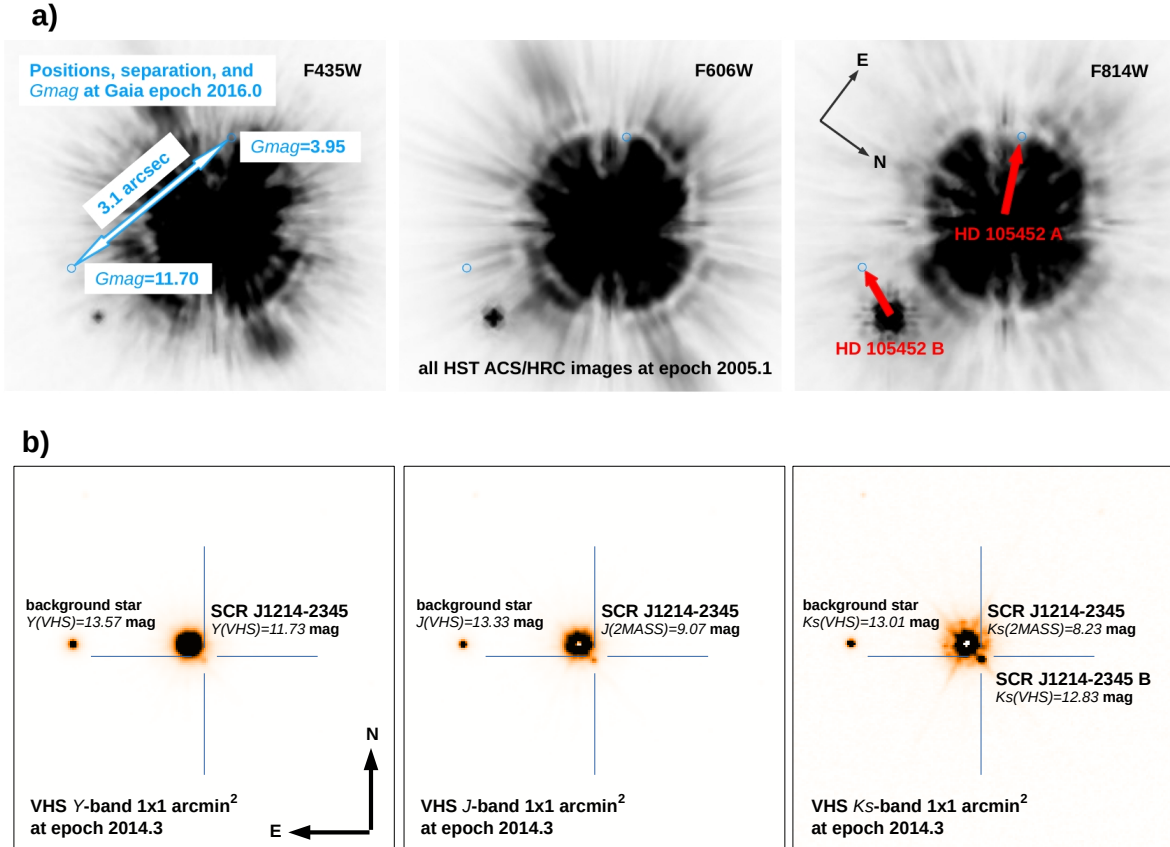 a)
Positions, separation, and
Gmag at Gaia epoch 2016.0
F435W
Gmag=3.95
3.1 arcsec
Gmag=11.70
F606W
all HST ACS/HRC images at epoch 2005.1
F814W
E
N
HD 105452 A
HD 105452 B
b)
background star
Y(VHS)=13.57 mag
SCR J1214-2345
Y(VHS)=11.73 mag
N
E
VHS Y-band 1x1 arcmin²
at epoch 2014.3
background star
J(VHS)=13.33 mag
SCR J1214-2345
J(2MASS)=9.07 mag
VHS J-band 1x1 arcmin²
at epoch 2014.3
background star
Ks(VHS)=13.01 mag
SCR J1214-2345
Ks(2MASS)=8.23 mag
SCR J1214-2345 B
Ks(VHS)=12.83 mag
VHS Ks-band 1x1 arcmin²
at epoch 2014.3